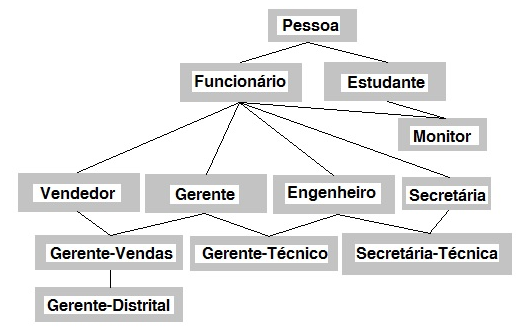 Pessoa
Funcionário
Estudante
Monitor
Vendedor
Gerente
Engenheiro
Secretária
Gerente-Vendas
Gerente-Técnico
Secretária-Técnica
Gerente-Distrital